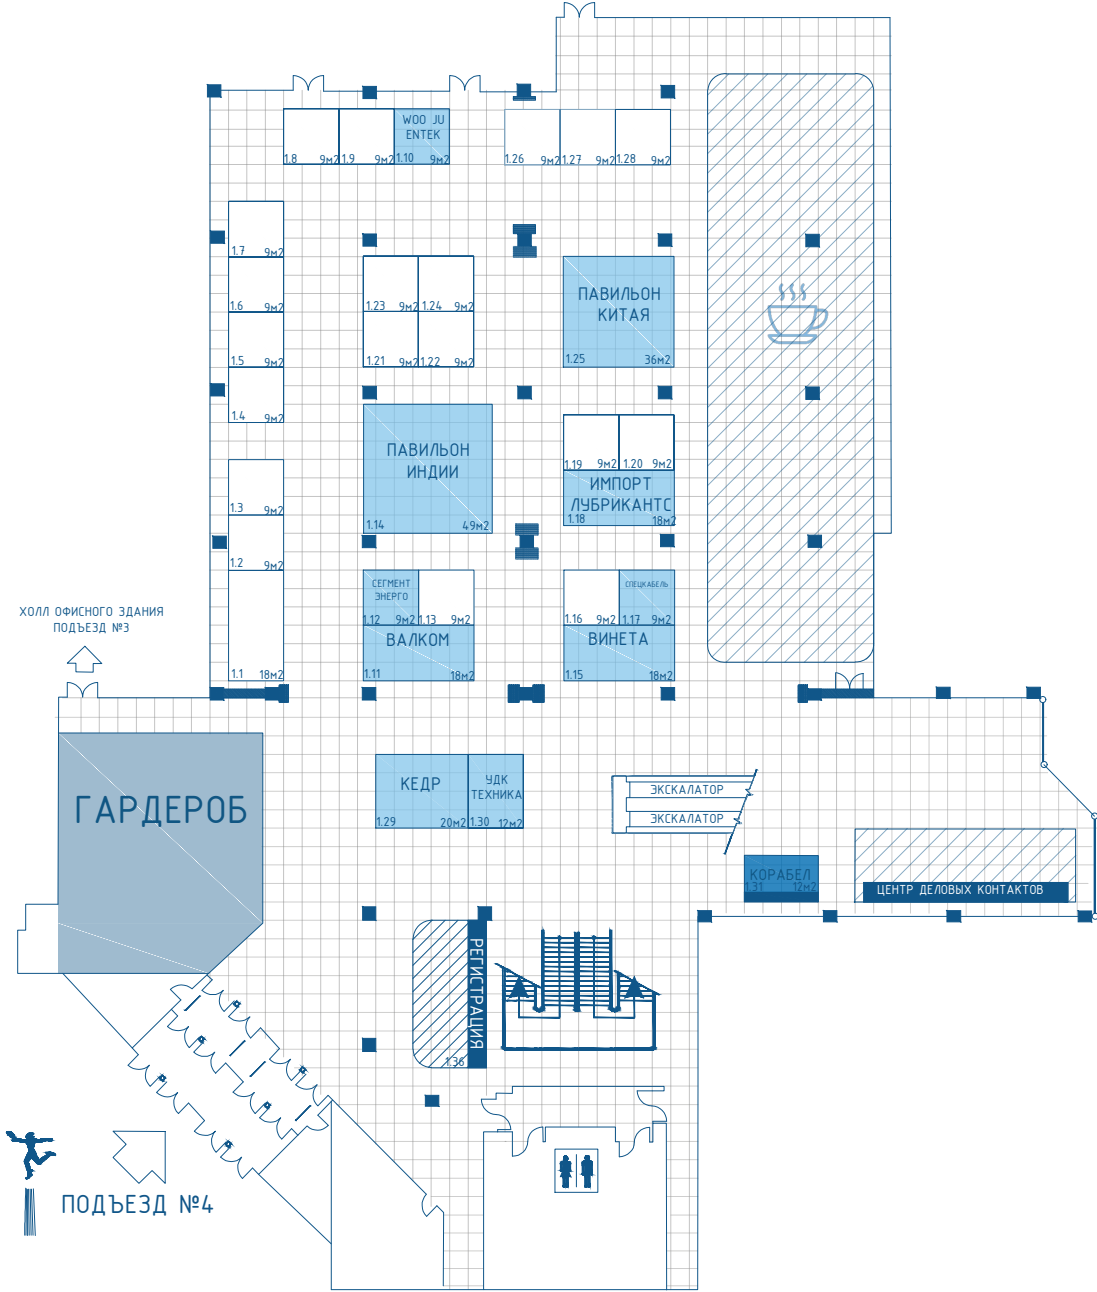 WOO JU
ENTEK
1.8 9м2
1.9 9м2
1.10 9м2
1.26 9м2
1.27 9м2
1.28 9м2
1.7 9м2
1.6 9м2
1.5 9м2
1.4 9м2
1.23 9м2
1.24 9м2
1.21 9м2
1.22 9м2
ПАВИЛЬОН
КИТАЯ
1.25 36м2
ПАВИЛЬОН
ИНДИИ
1.14 49м2
1.19 9м2
1.20 9м2
ИМПОРТ
ЛУБРИКАНТС
1.18 18м2
1.3 9м2
1.2 9м2
1.1 18м2
СЕГМЕНТ
ЭНЕРГО
1.12 9м2
1.13 9м2
ВАЛКОМ
1.11 18м2
СПЕЦКАБЕЛЬ
1.16 9м2
1.17 9м2
ВИНЕТА
1.15 18м2
ХОЛЛ ОФИСНОГО ЗДАНИЯ
ПОДЪЕЗД №3
ГАРДЕРОБ
КЕДР
1.29 20м2
УДК
ТЕХНИКА
1.30 12м2
ЭКСКАЛАТОР
ЭКСКАЛАТОР
КОРАБЕЛ
1.31 12м2
ЦЕНТР ДЕЛОВЫХ КОНТАКТОВ
РЕГИСТРАЦИЯ
1.36
ПОДЪЕЗД №4